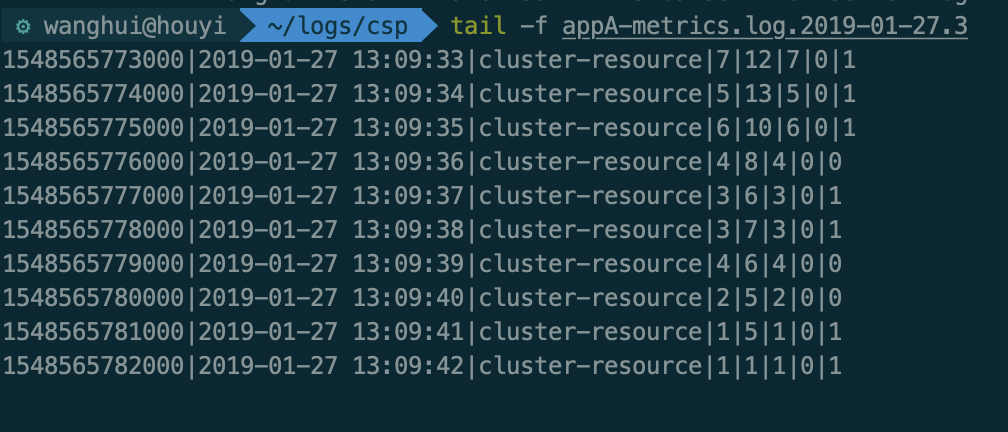 wanghui@houyi ~/logs/csp tail -f appA-metrics.log.2019-01-27.3
1548565773000|2019-01-27 13:09:33|cluster-resource|7|12|7|0|1
1548565774000|2019-01-27 13:09:34|cluster-resource|5|13|5|0|1
1548565775000|2019-01-27 13:09:35|cluster-resource|6|10|6|0|1
1548565776000|2019-01-27 13:09:36|cluster-resource|4|8|4|0|0
1548565777000|2019-01-27 13:09:37|cluster-resource|3|6|3|0|1
1548565778000|2019-01-27 13:09:38|cluster-resource|3|7|3|0|1
1548565779000|2019-01-27 13:09:39|cluster-resource|4|6|4|0|0
1548565780000|2019-01-27 13:09:40|cluster-resource|2|5|2|0|0
1548565781000|2019-01-27 13:09:41|cluster-resource|1|5|1|0|1
1548565782000|2019-01-27 13:09:42|cluster-resource|1|1|1|0|1